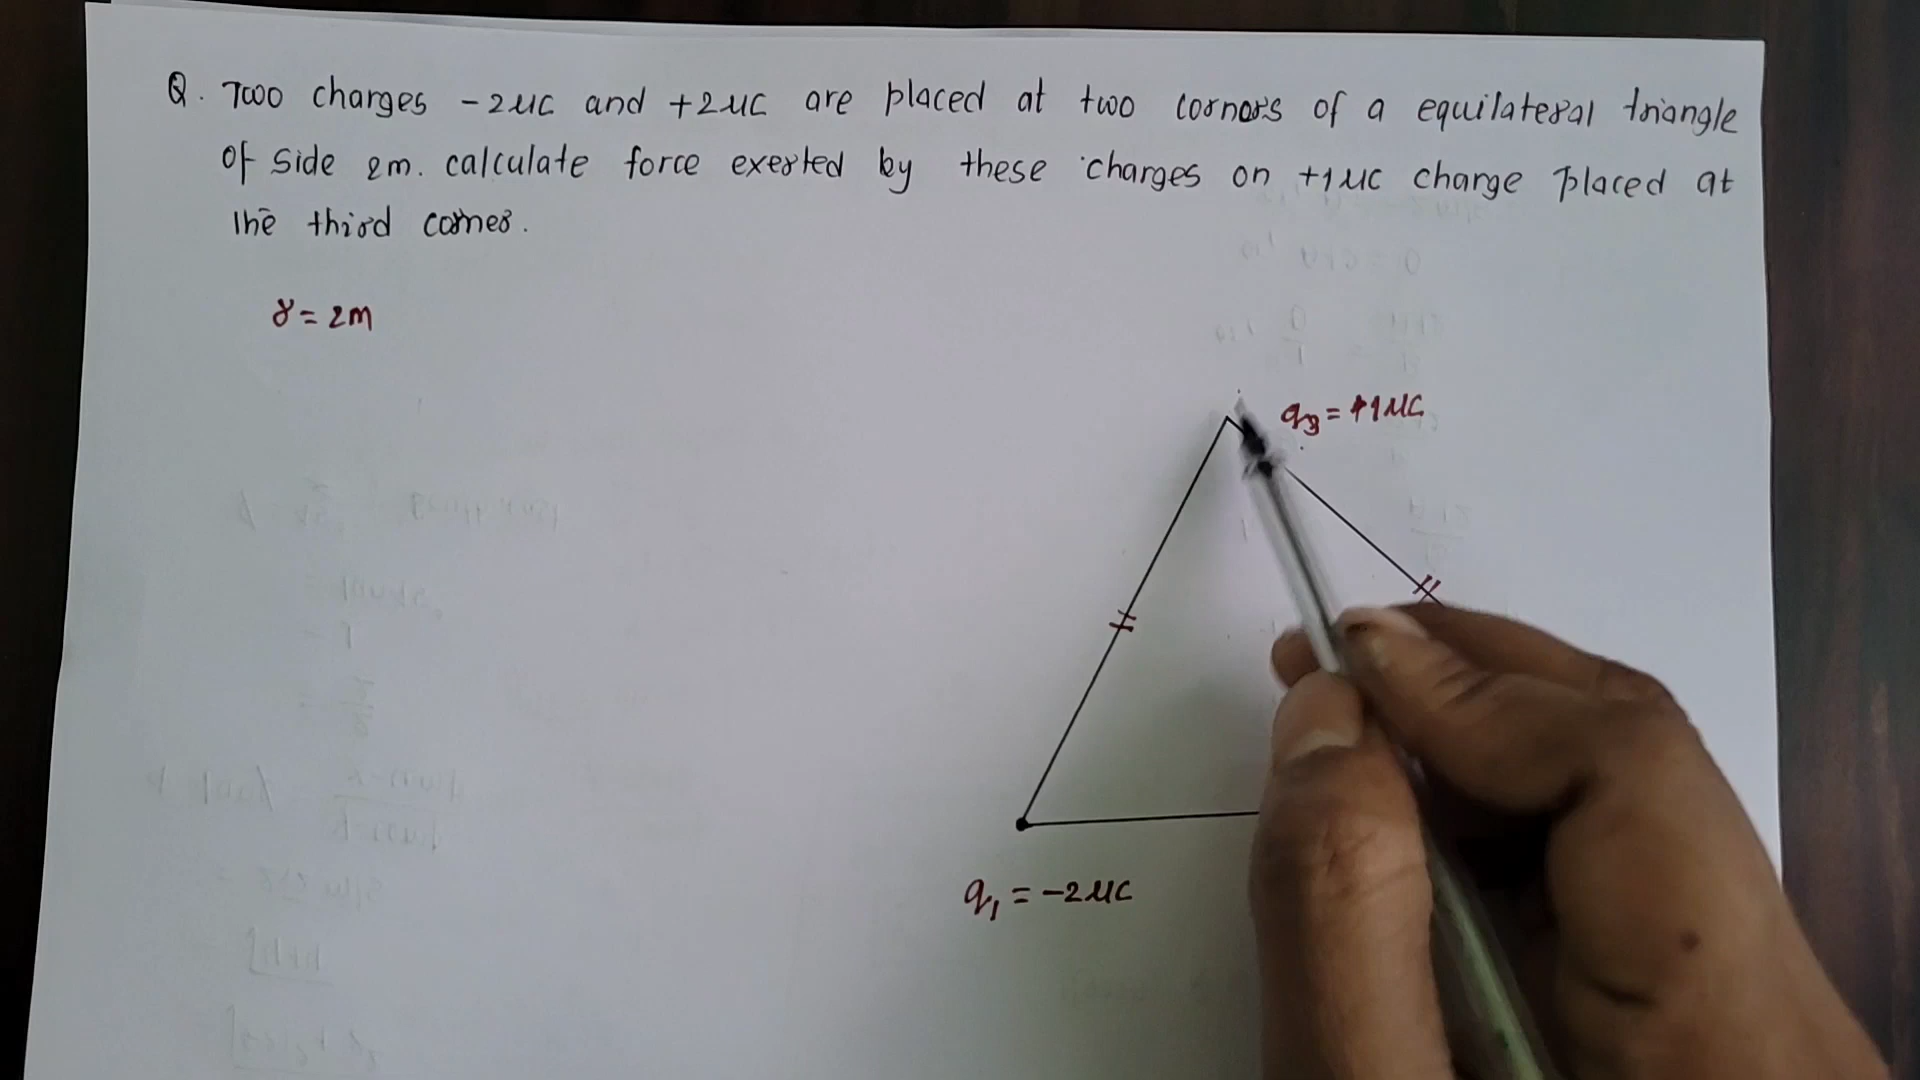 Q. Two charges -2μC and +2μC are placed at two corners of a equilateral triangle
of side 2m. calculate force exerted by these charges on +1μC charge placed at
The third corner.
r = 2m
q₃ = +1μC
q₁ = -2μC